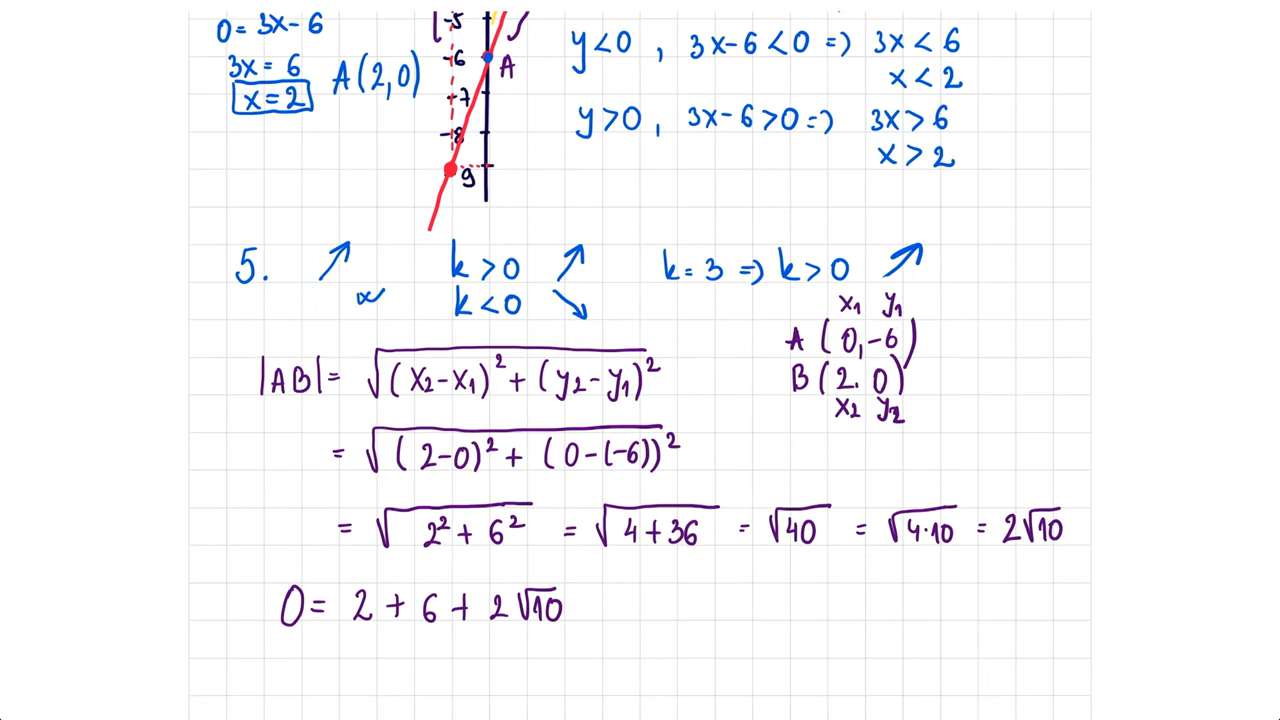 0 = 3x - 6
3x = 6
x = 2
A(2,0)
-5
-6
A
-7
-8
9
y<0 , 3x-6<0 => 3x < 6
x < 2
y>0 , 3x-6>0 => 3x > 6
x > 2
5. ↗ k > 0 ↗ k = 3 => k > 0 ↗
k < 0 ↘
x₁ y₁
A (0,-6)
B (2. 0)
x₂ y₂
|AB| = √(x₂-x₁)² + (y₂-y₁)²
= √(2-0)² + (0-(-6))²
= √2² + 6² = √4+36 = √40 = √4·10 = 2√10
O = 2 + 6 + 2√10